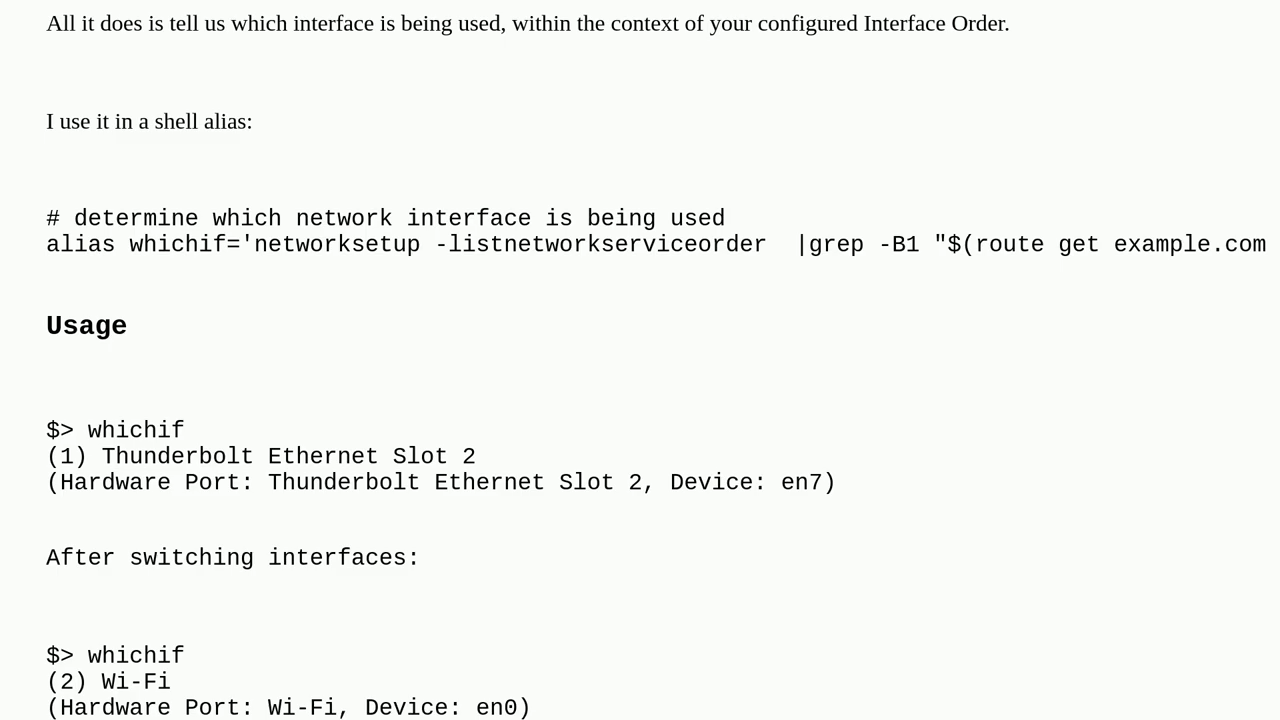 All it does is tell us which interface is being used, within the context of your configured Interface Order.
I use it in a shell alias:
# determine which network interface is being used
alias whichif='networksetup -listnetworkserviceorder  |grep -B1 "$(route get example.com
Usage
$> whichif
(1) Thunderbolt Ethernet Slot 2
(Hardware Port: Thunderbolt Ethernet Slot 2, Device: en7)
After switching interfaces:
$> whichif
(2) Wi-Fi
(Hardware Port: Wi-Fi, Device: en0)